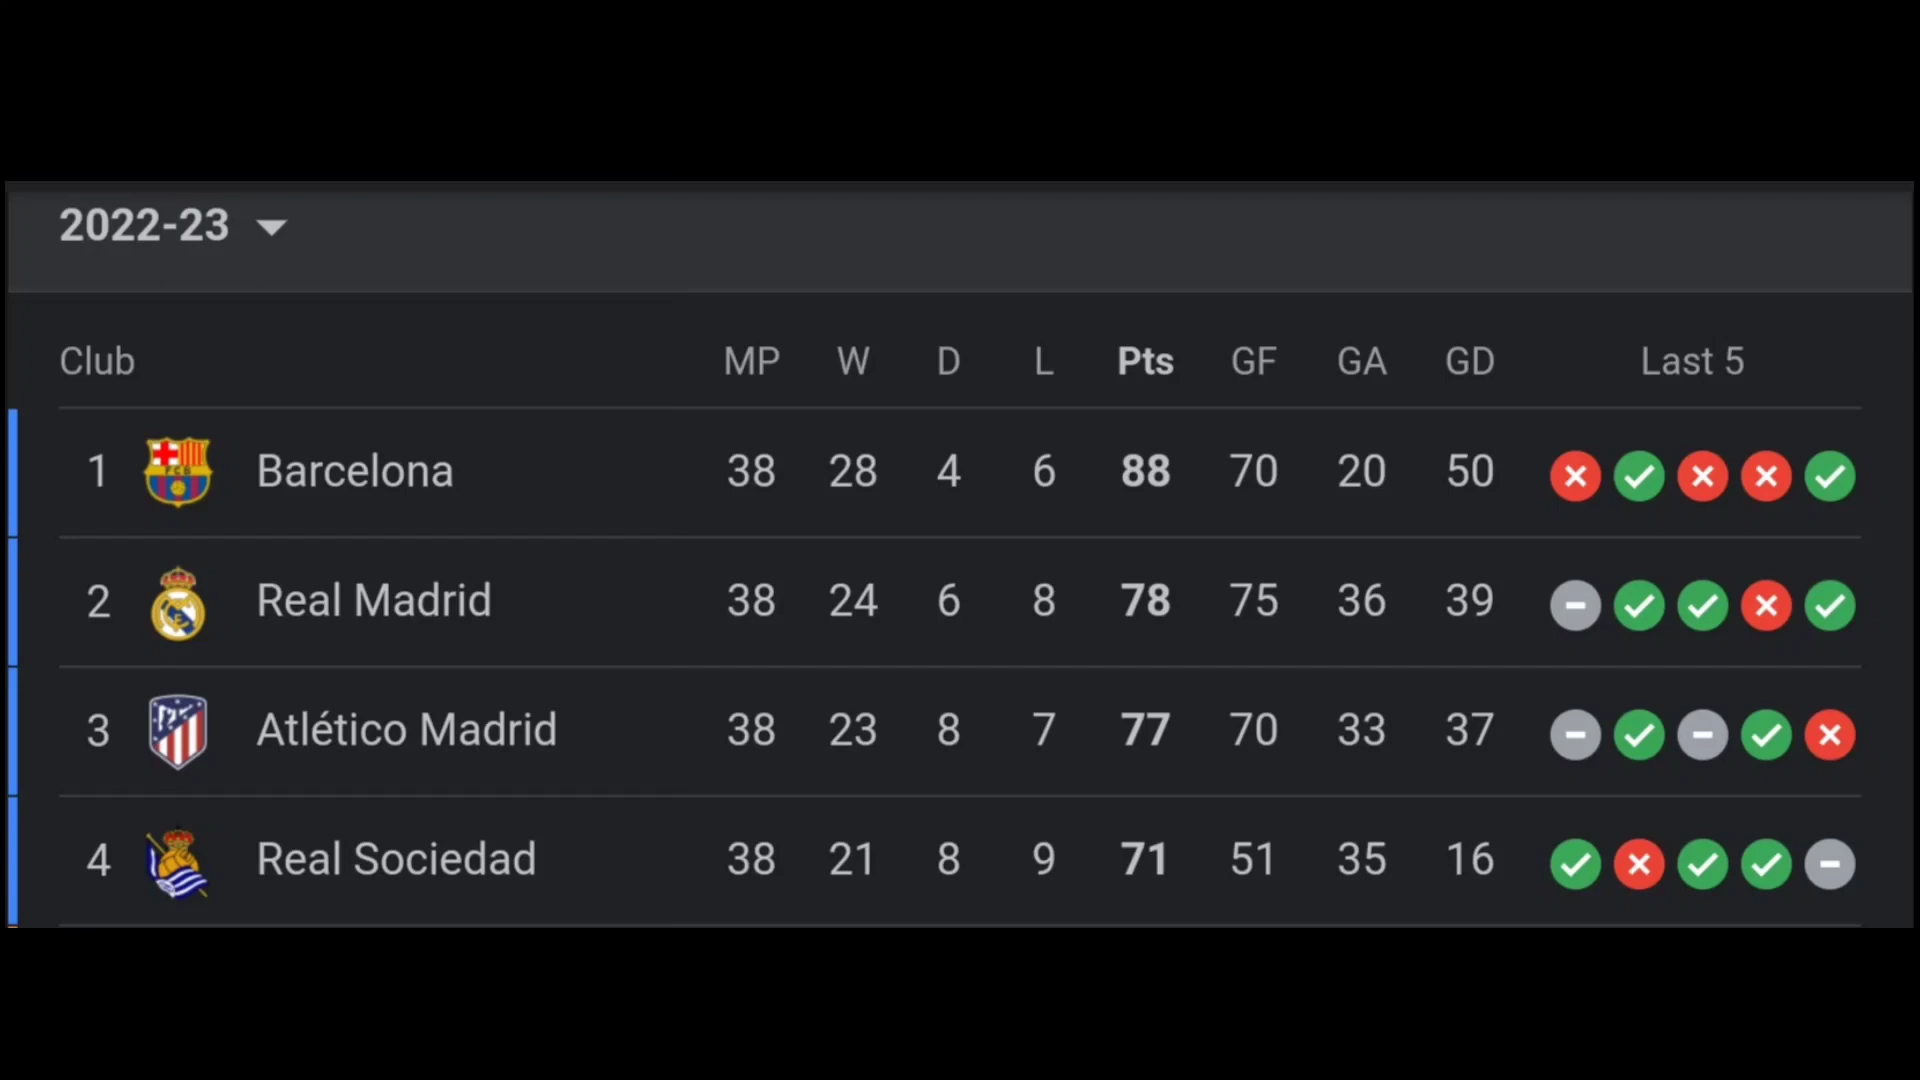 2022-23
Club MP W D L Pts GF GA GD Last 5
1 Barcelona 38 28 4 6 88 70 20 50
2 Real Madrid 38 24 6 8 78 75 36 39
3 Atlético Madrid 38 23 8 7 77 70 33 37
4 Real Sociedad 38 21 8 9 71 51 35 16